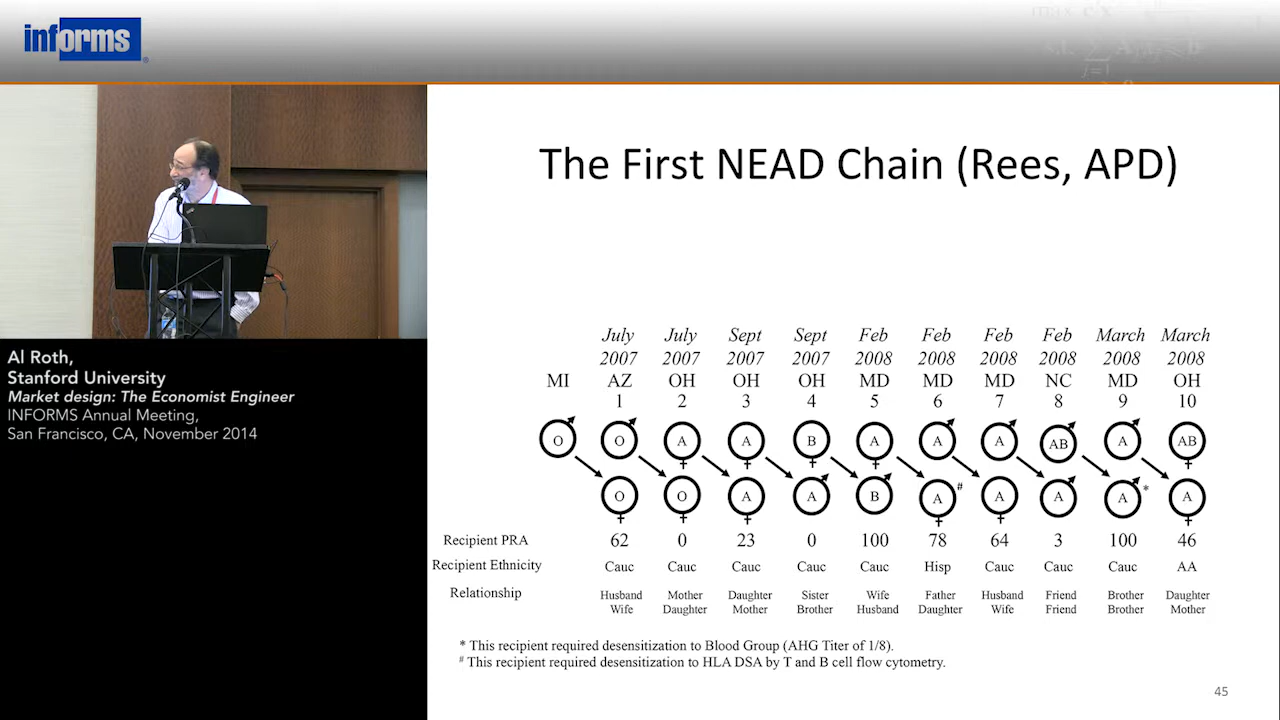 informs
The First NEAD Chain (Rees, APD)
Al Roth,
Stanford University
Market design: The Economist Engineer
INFORMS Annual Meeting,
San Francisco, CA, November 2014
July July Sept Sept Feb Feb Feb Feb March March
2007 2007 2007 2007 2008 2008 2008 2008 2008 2008
MI AZ OH OH OH MD MD MD NC MD OH
1 2 3 4 5 6 7 8 9 10
O O A A B A A A AB A AB
O O A A B A # A A A * A
Recipient PRA 62 0 23 0 100 78 64 3 100 46
Recipient Ethnicity Cauc Cauc Cauc Cauc Cauc Hisp Cauc Cauc Cauc AA
Relationship Husband Mother Daughter Sister Wife Father Husband Friend Brother Daughter
Wife Daughter Mother Brother Husband Daughter Wife Friend Brother Mother
* This recipient required desensitization to Blood Group (AHG Titer of 1/8).
# This recipient required desensitization to HLA DSA by T and B cell flow cytometry.
45